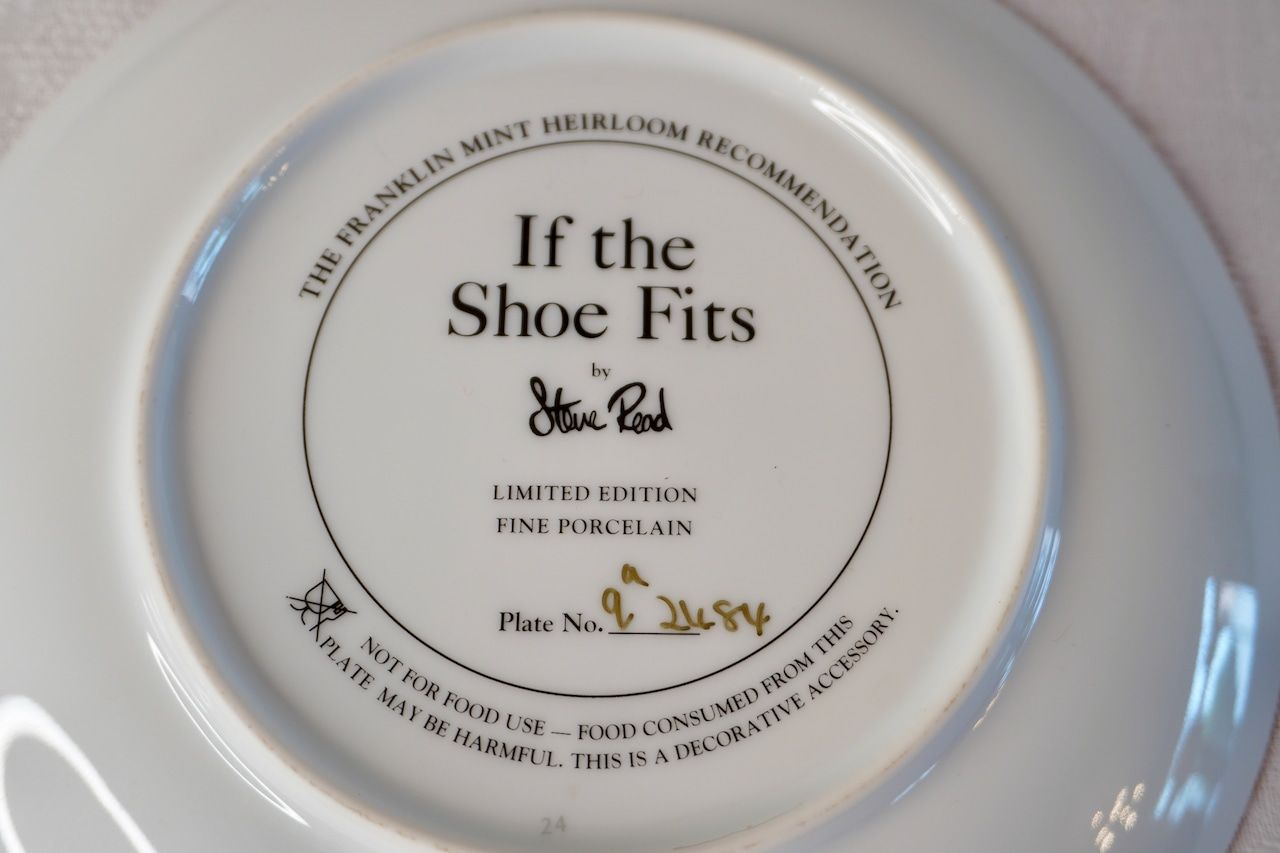 THE FRANKLIN MINT HEIRLOOM RECOMMENDATION
If the
Shoe Fits
by
Steve Read
LIMITED EDITION
FINE PORCELAIN
Plate No. 9a 2484
NOT FOR FOOD USE — FOOD CONSUMED FROM THIS
PLATE MAY BE HARMFUL. THIS IS A DECORATIVE ACCESSORY.
24